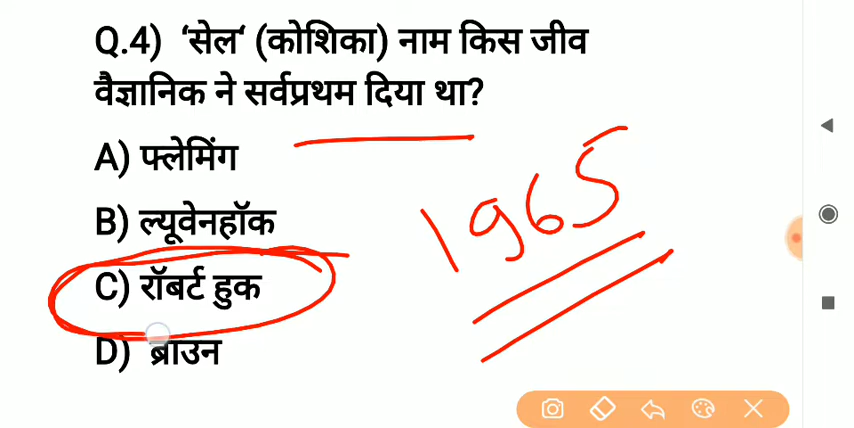 Q.4) ‘सेल‘ (कोशिका) नाम किस जीव
वैज्ञानिक ने सर्वप्रथम दिया था?
A) फ्लेमिंग
B) ल्यूवेनहॉक
C) रॉबर्ट हुक
D) ब्राउन
1965